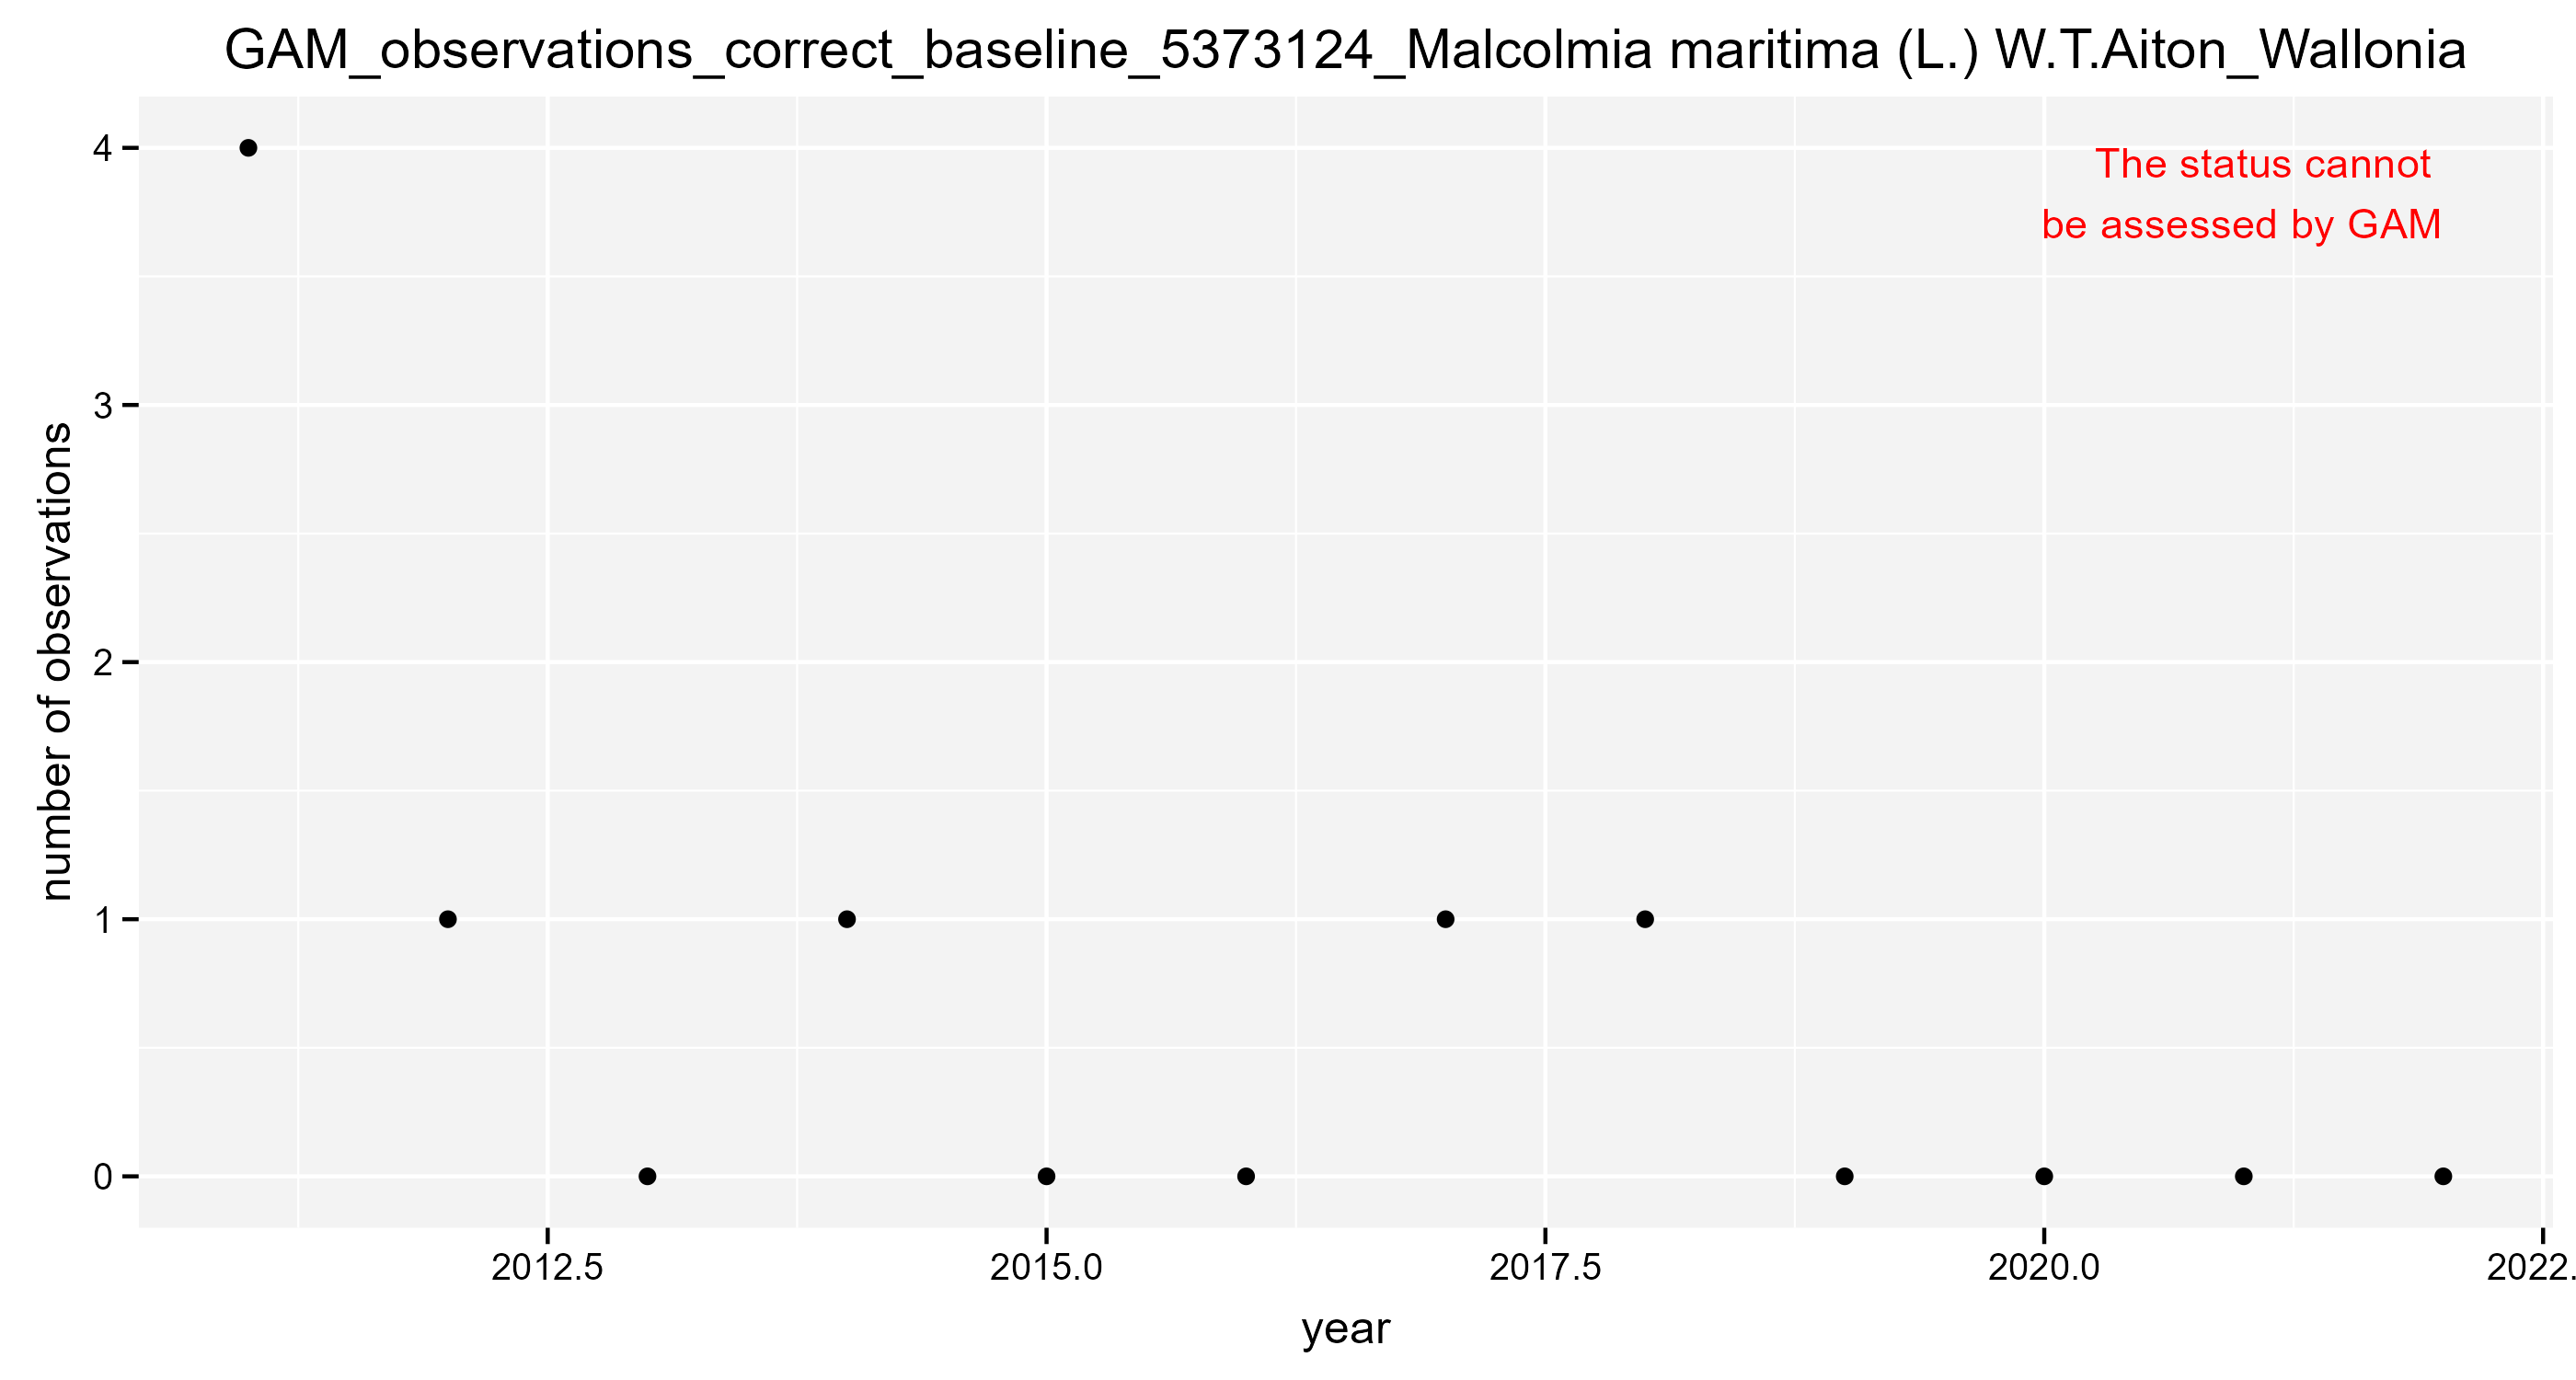 GAM_observations_correct_baseline_5373124_Malcolmia maritima (L.) W.T.Aiton_Wallonia
The status cannot
be assessed by GAM
number of observations
4
3
2
1
0
2012.5
2015.0
2017.5
2020.0
2022.
year